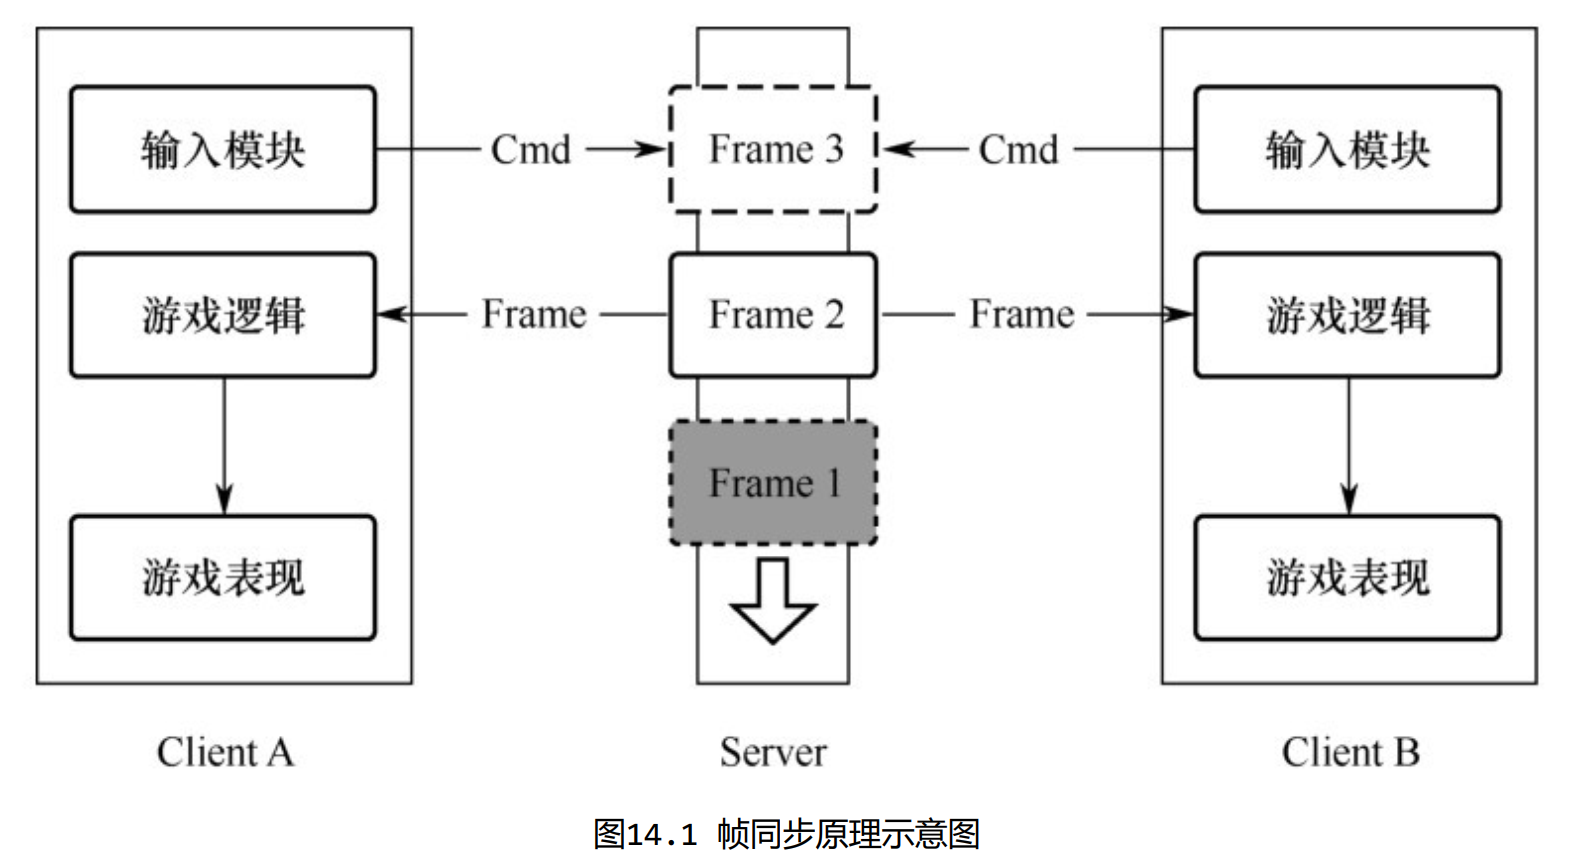 输入模块 Cmd Frame 3 Cmd 输入模块
游戏逻辑 Frame Frame 2 Frame 游戏逻辑
Frame 1
游戏表现 游戏表现
Client A Server Client B
图14.1 帧同步原理示意图